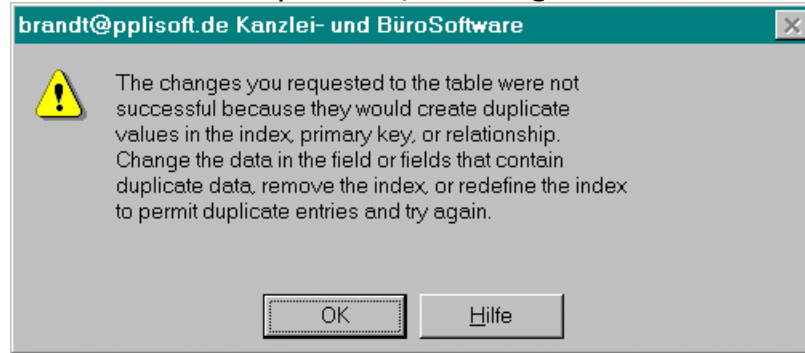 brandt@pplisoft.de Kanzlei- und BüroSoftware
The changes you requested to the table were not
successful because they would create duplicate
values in the index, primary key, or relationship.
Change the data in the field or fields that contain
duplicate data, remove the index, or redefine the index
to permit duplicate entries and try again.
OK Hilfe